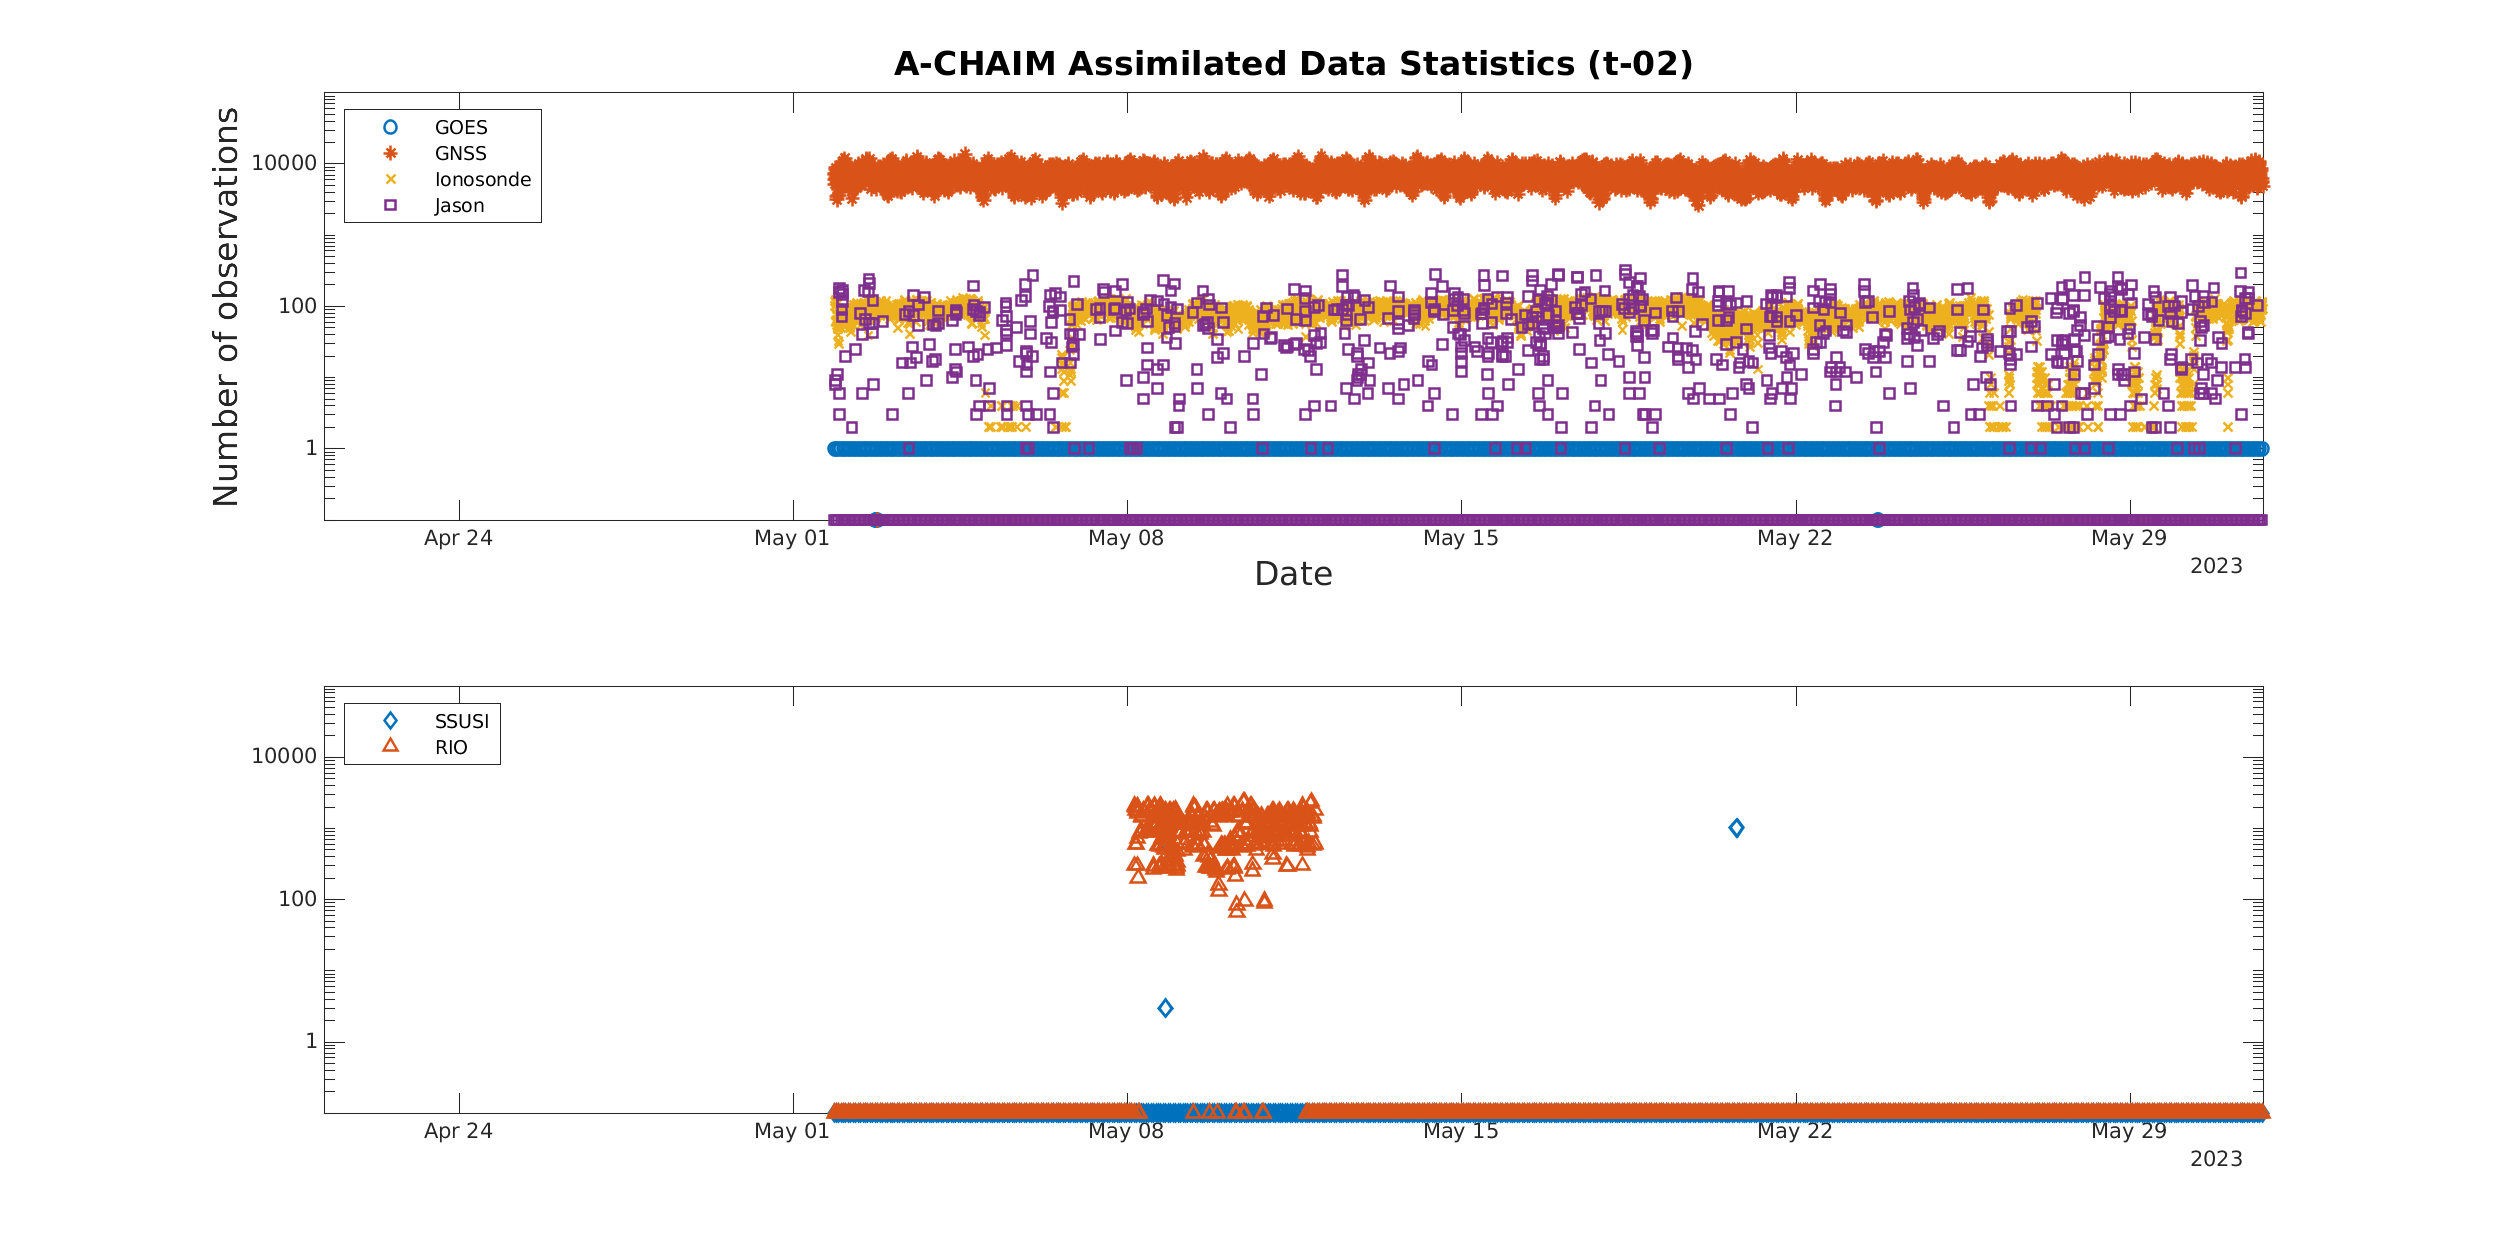 A-CHAIM Assimilated Data Statistics (t-02)
Number of observations
10000
100
1
GOES
GNSS
Ionosonde
Jason
Apr 24 May 01 May 08 May 15 May 22 May 29
2023
Date
10000
100
1
SSUSI
RIO
Apr 24 May 01 May 08 May 15 May 22 May 29
2023